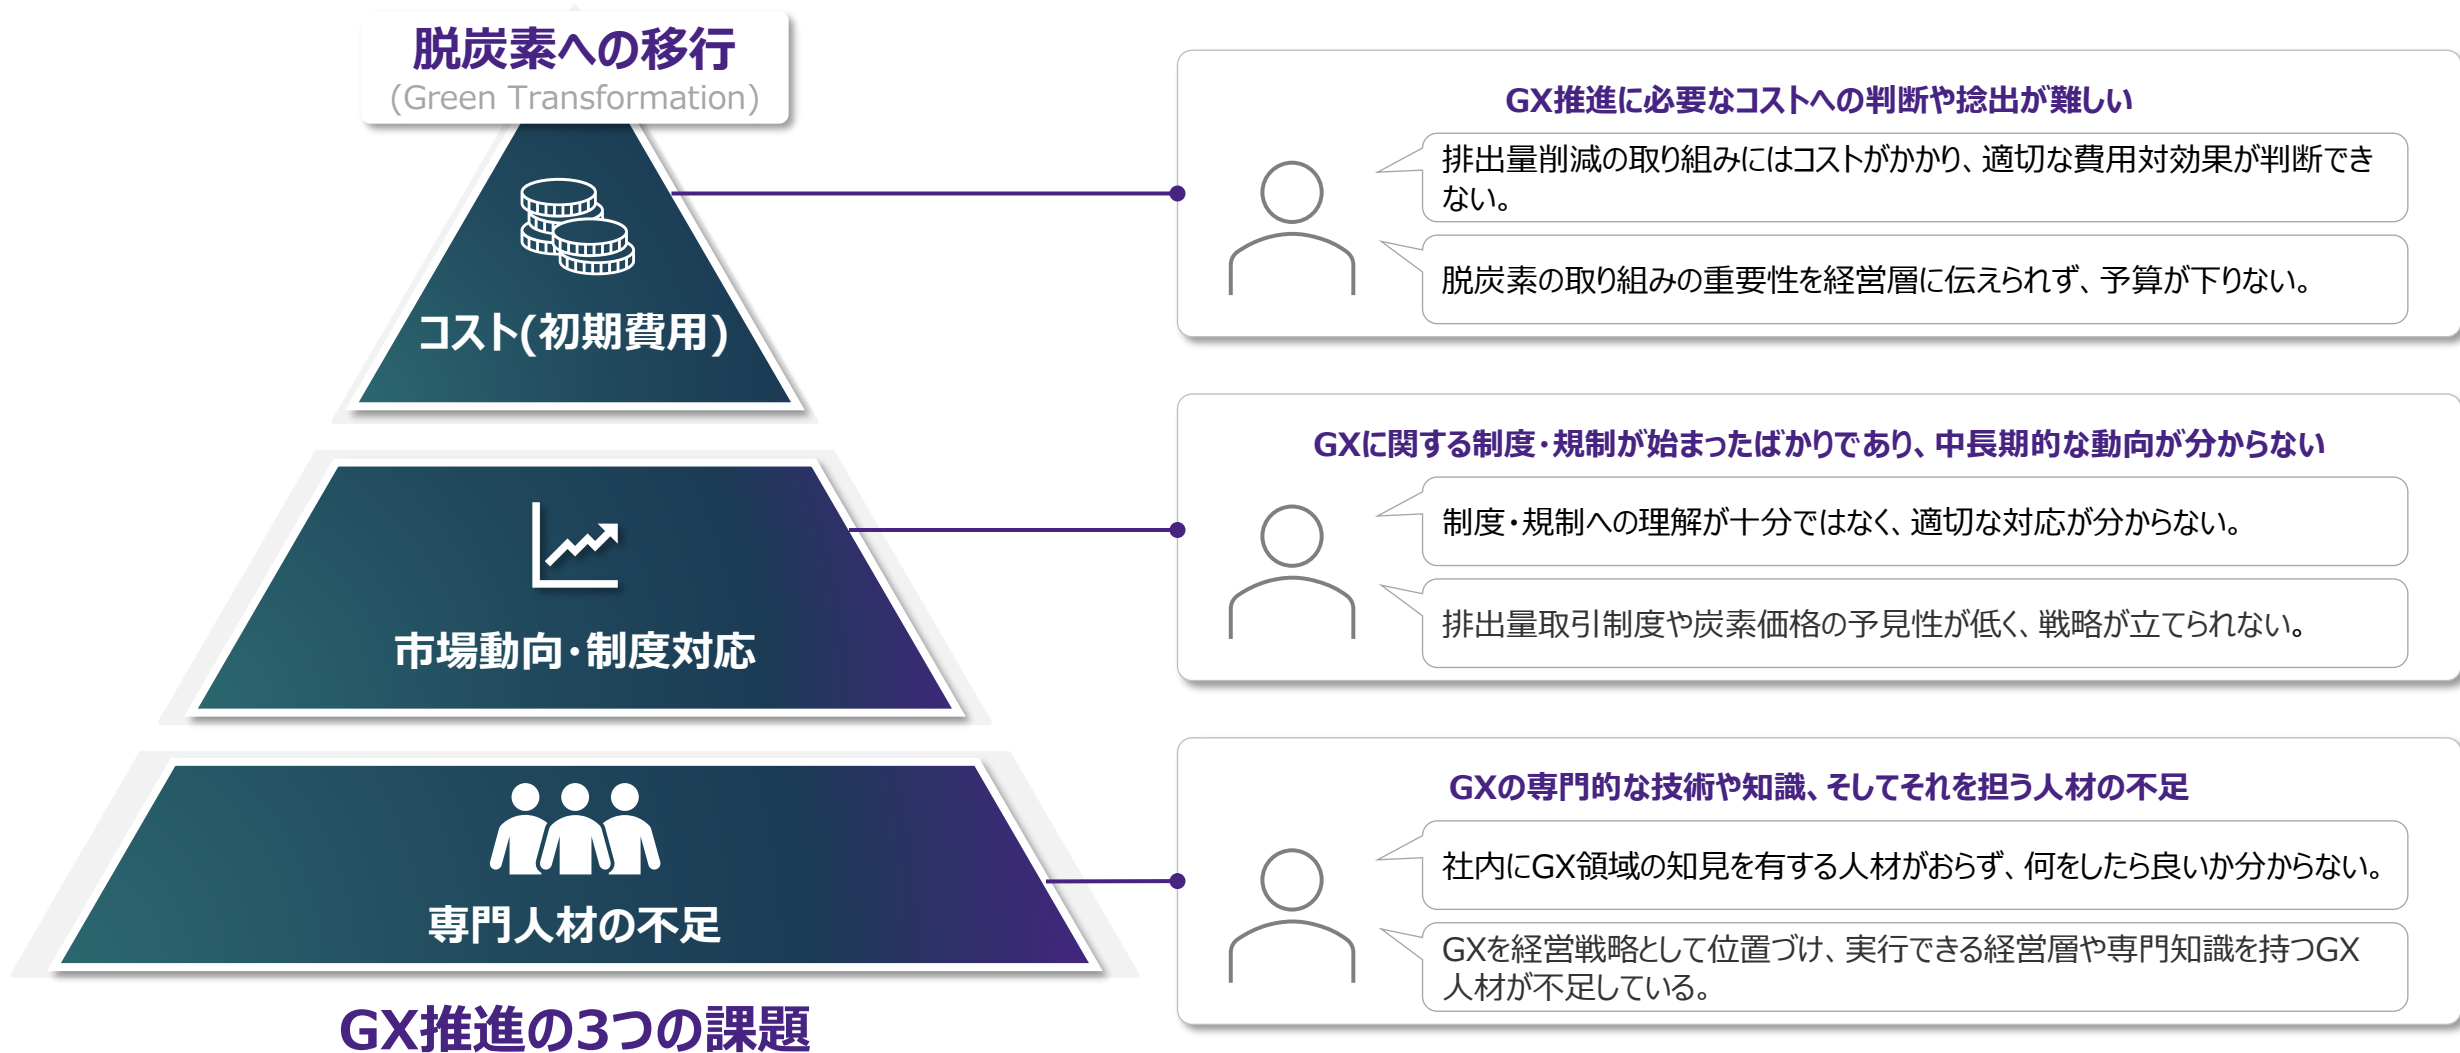 脱炭素への移行
(Green Transformation)
コスト(初期費用)
市場動向・制度対応
専門人材の不足
GX推進の3つの課題
GX推進に必要なコストへの判断や捻出が難しい
排出量削減の取り組みにはコストがかかり、適切な費用対効果が判断でき
ない。
脱炭素の取り組みの重要性を経営層に伝えられず、予算が下りない。
GXに関する制度・規制が始まったばかりであり、中長期的な動向が分からない
制度・規制への理解が十分ではなく、適切な対応が分からない。
排出量取引制度や炭素価格の予見性が低く、戦略が立てられない。
GXの専門的な技術や知識、そしてそれを担う人材の不足
社内にGX領域の知見を有する人材がおらず、何をしたら良いか分からない。
GXを経営戦略として位置づけ、実行できる経営層や専門知識を持つGX
人材が不足している。